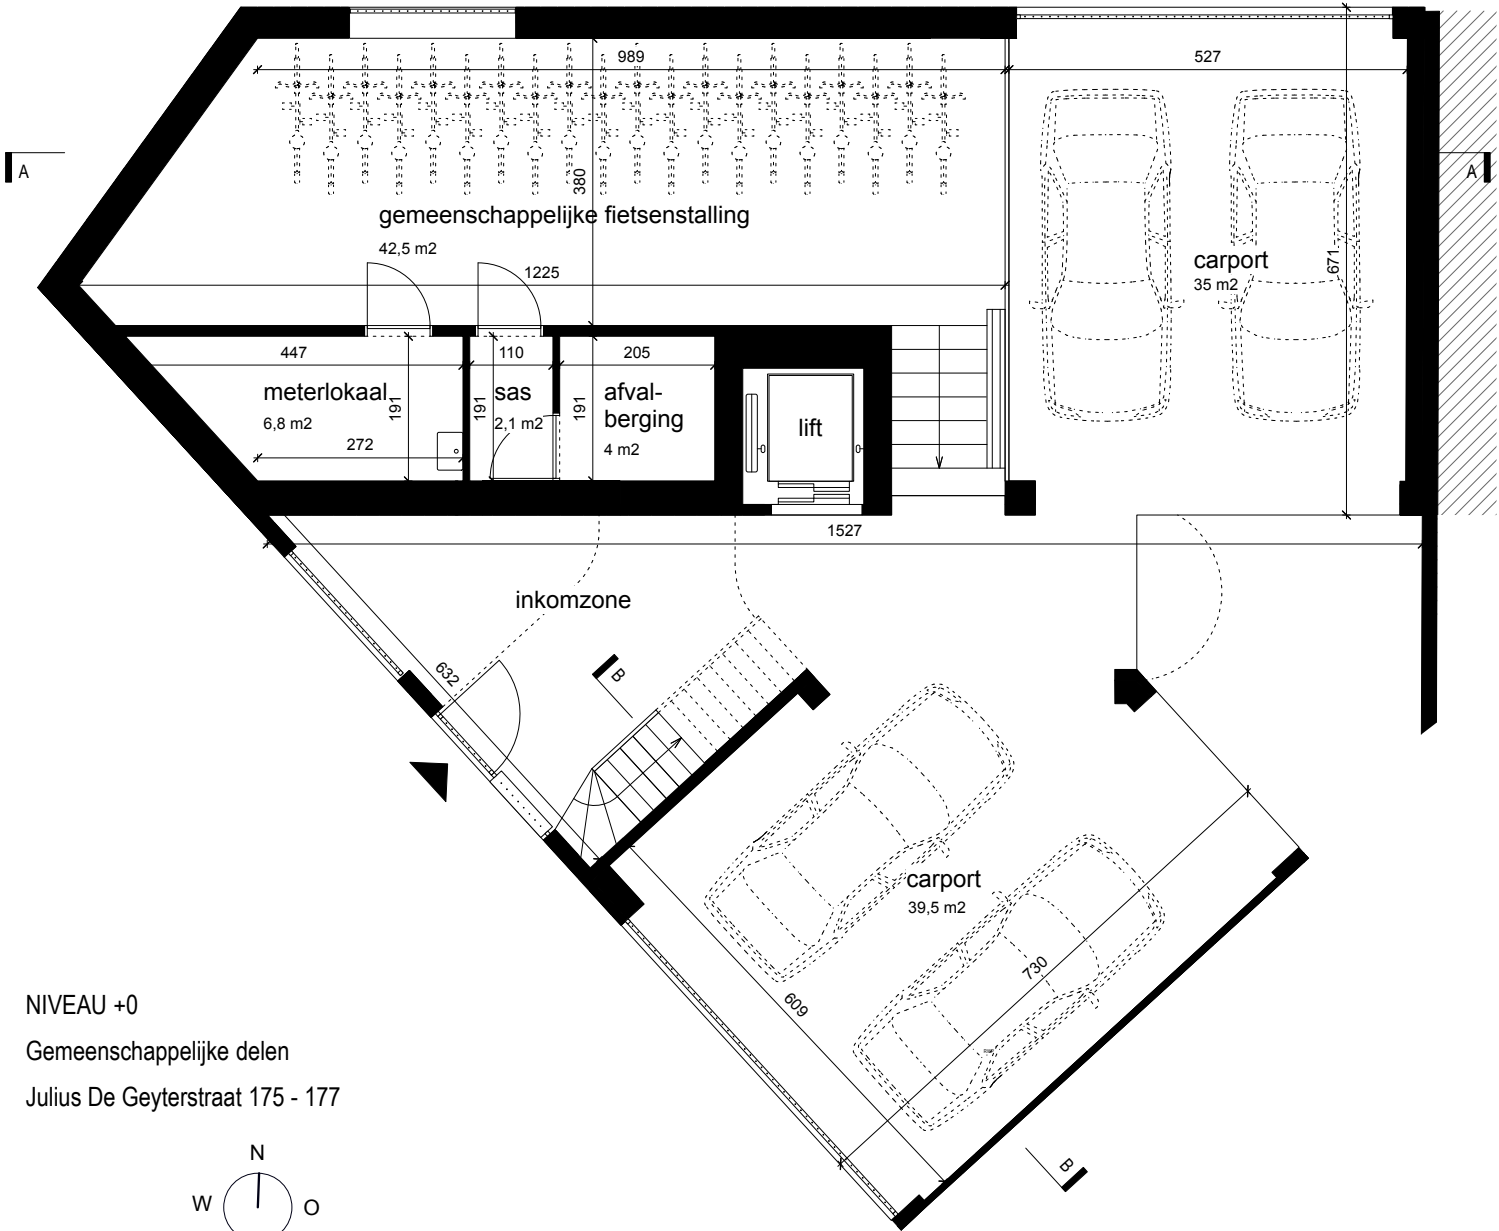 989
527
A
A
380
gemeenschappelijke fietsenstalling
42,5 m2
1225
carport
35 m2
671
447
110
205
meterlokaal
6,8 m2
191
272
sas
2,1 m2
191
afval-
berging
4 m2
191
lift
1527
inkomzone
632
B
carport
39,5 m2
730
609
B
NIVEAU +0
Gemeenschappelijke delen
Julius De Geyterstraat 175 - 177
N
W
O